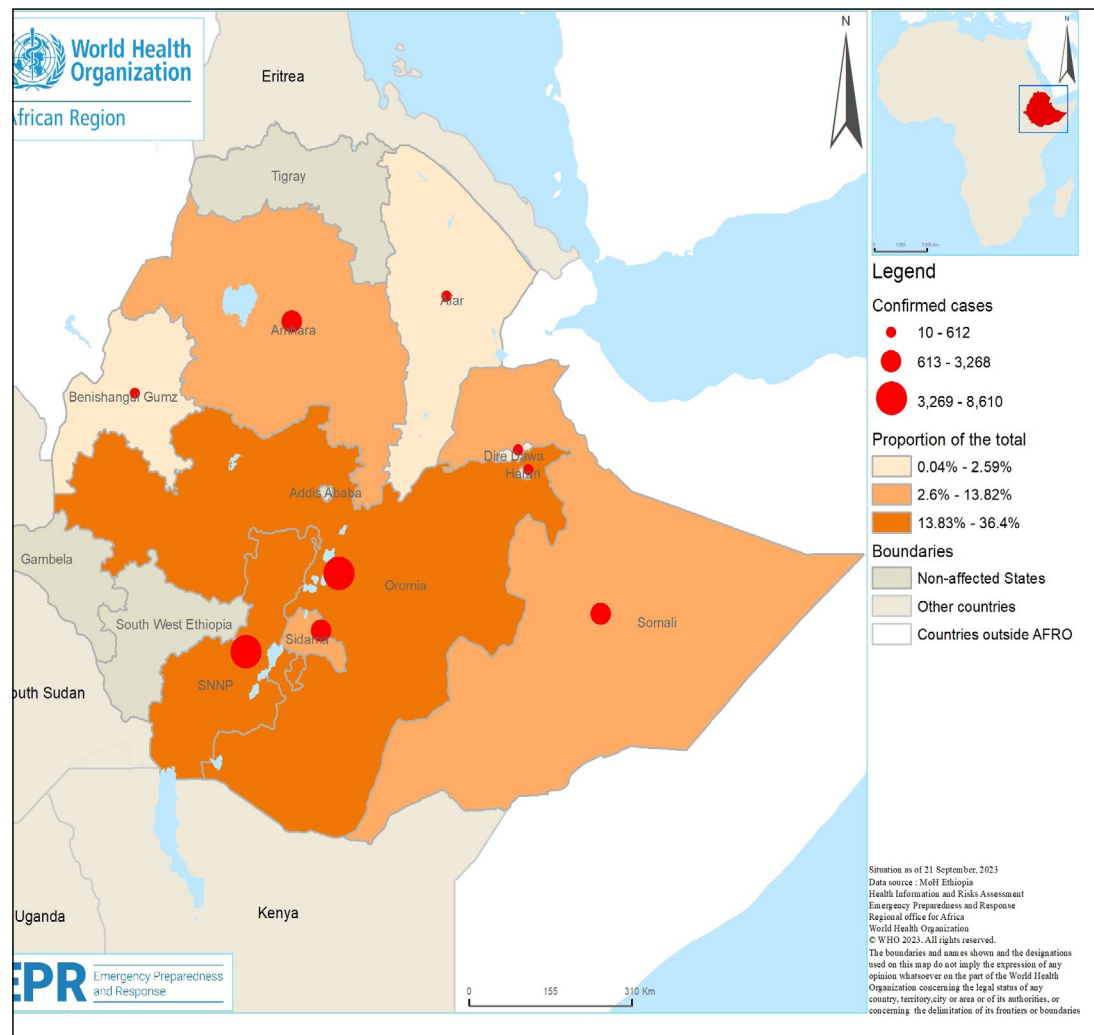 World Health
Organization
African Region
Eritrea
Tigray
Afar
Amhara
Benishangul Gumz
Dire Dawa
Harari
Addis Ababa
Gambela
Oromia
South West Ethiopia
Sidama
Somali
SNNP
outh Sudan
Uganda
Kenya
EPR
Emergency Preparedness
and Response
0 155 310 Km
N
N
0 1,000 2,000 Km
Legend
Confirmed cases
10 - 612
613 - 3,268
3,269 - 8,610
Proportion of the total
0.04% - 2.59%
2.6% - 13.82%
13.83% - 36.4%
Boundaries
Non-affected States
Other countries
Countries outside AFRO
Situation as of 21 September, 2023
Data source : MoH Ethiopia
Health Information and Risks Assessment
Emergency Preparedness and Response
Regional office for Africa
World Health Organization
© WHO 2023. All rights reserved.
The boundaries and names shown and the designations
used on this map do not imply the expression of any
opinion whatsoever on the part of the World Health
Organization concerning the legal status of any
country, territory,city or area or of its authorities, or
concerning the delimitation of its frontiers or boundaries